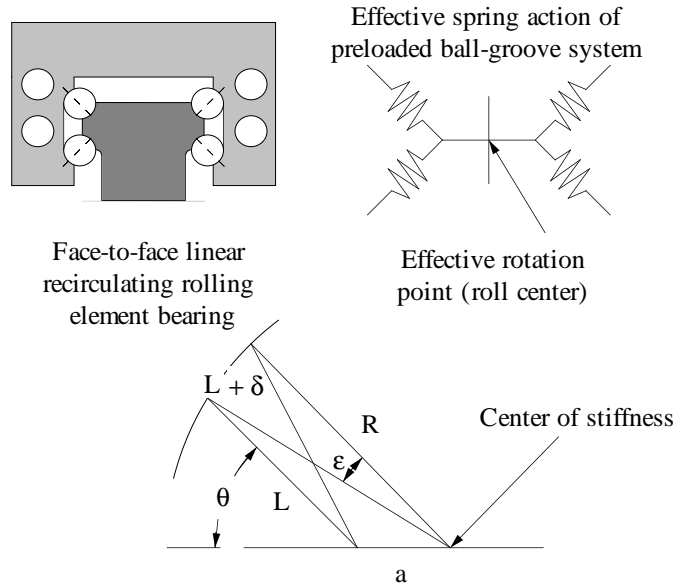 Effective spring action of
preloaded ball-groove system
Face-to-face linear
recirculating rolling
element bearing
Effective rotation
point (roll center)
L + δ
R
Center of stiffness
ε
θ
L
a